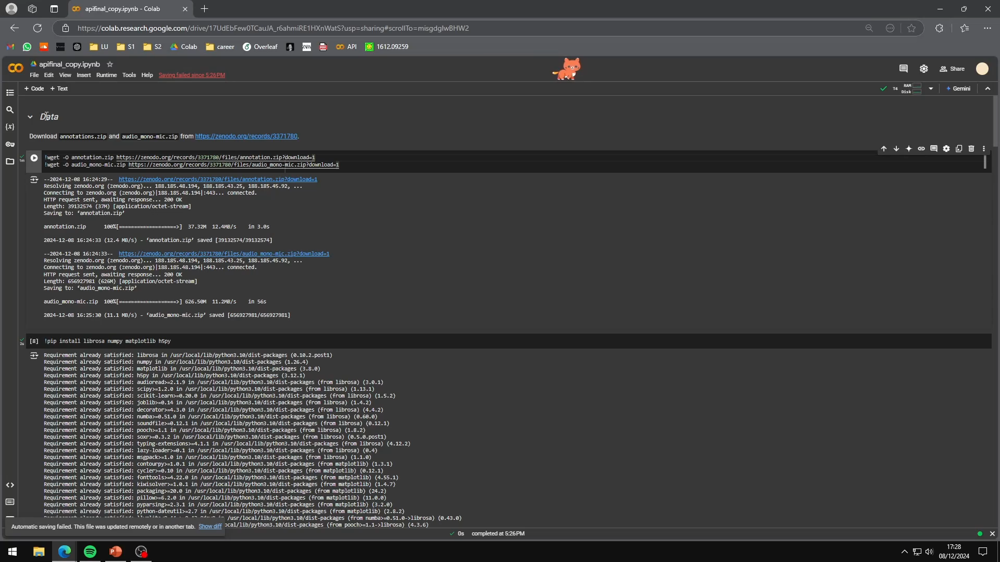 apifinal_copy.ipynb - Colab
https://colab.research.google.com/drive/17UdEbFew0TCauJA_r6ahmiRE1HXnWatS?usp=sharing#scrollTo=misgdglwBHW2
LU S1 S2 Colab career Overleaf API 1612.09259
apifinal_copy.ipynb
File Edit View Insert Runtime Tools Help Saving failed since 5:26 PM
Share
+ Code + Text
T4 RAM Disk Gemini
Data
Download annotations.zip and audio_mono-mic.zip from https://zenodo.org/records/3371780.
1m
!wget -O annotation.zip https://zenodo.org/records/3371780/files/annotation.zip?download=1
!wget -O audio_mono-mic.zip https://zenodo.org/records/3371780/files/audio_mono-mic.zip?download=1
--2024-12-08 16:24:29-- https://zenodo.org/records/3371780/files/annotation.zip?download=1
Resolving zenodo.org (zenodo.org)... 188.185.48.194, 188.185.43.25, 188.185.45.92, ...
Connecting to zenodo.org (zenodo.org)|188.185.48.194|:443... connected.
HTTP request sent, awaiting response... 200 OK
Length: 39132574 (37M) [application/octet-stream]
Saving to: ‘annotation.zip’
annotation.zip 100%[===================>] 37.32M 12.4MB/s in 3.0s
2024-12-08 16:24:33 (12.4 MB/s) - ‘annotation.zip’ saved [39132574/39132574]
--2024-12-08 16:24:33-- https://zenodo.org/records/3371780/files/audio_mono-mic.zip?download=1
Resolving zenodo.org (zenodo.org)... 188.185.48.194, 188.185.43.25, 188.185.45.92, ...
Connecting to zenodo.org (zenodo.org)|188.185.48.194|:443... connected.
HTTP request sent, awaiting response... 200 OK
Length: 656927981 (626M) [application/octet-stream]
Saving to: ‘audio_mono-mic.zip’
audio_mono-mic.zip 100%[===================>] 626.50M 11.2MB/s in 56s
2024-12-08 16:25:30 (11.1 MB/s) - ‘audio_mono-mic.zip’ saved [656927981/656927981]
2s [8] !pip install librosa numpy matplotlib h5py
Requirement already satisfied: librosa in /usr/local/lib/python3.10/dist-packages (0.10.2.post1)
Requirement already satisfied: numpy in /usr/local/lib/python3.10/dist-packages (1.26.4)
Requirement already satisfied: matplotlib in /usr/local/lib/python3.10/dist-packages (3.8.0)
Requirement already satisfied: h5py in /usr/local/lib/python3.10/dist-packages (3.12.1)
Requirement already satisfied: audioread>=2.1.9 in /usr/local/lib/python3.10/dist-packages (from librosa) (3.0.1)
Requirement already satisfied: scipy>=1.2.0 in /usr/local/lib/python3.10/dist-packages (from librosa) (1.13.1)
Requirement already satisfied: scikit-learn>=0.20.0 in /usr/local/lib/python3.10/dist-packages (from librosa) (1.5.2)
Requirement already satisfied: joblib>=0.14 in /usr/local/lib/python3.10/dist-packages (from librosa) (1.4.2)
Requirement already satisfied: decorator>=4.3.0 in /usr/local/lib/python3.10/dist-packages (from librosa) (4.4.2)
Requirement already satisfied: numba>=0.51.0 in /usr/local/lib/python3.10/dist-packages (from librosa) (0.60.0)
Requirement already satisfied: soundfile>=0.12.1 in /usr/local/lib/python3.10/dist-packages (from librosa) (0.12.1)
Requirement already satisfied: pooch>=1.1 in /usr/local/lib/python3.10/dist-packages (from librosa) (1.8.2)
Requirement already satisfied: soxr>=0.3.2 in /usr/local/lib/python3.10/dist-packages (from librosa) (0.5.0.post1)
Requirement already satisfied: typing-extensions>=4.1.1 in /usr/local/lib/python3.10/dist-packages (from librosa) (4.12.2)
Requirement already satisfied: lazy-loader>=0.1 in /usr/local/lib/python3.10/dist-packages (from librosa) (0.4)
Requirement already satisfied: msgpack>=1.0 in /usr/local/lib/python3.10/dist-packages (from librosa) (1.1.0)
Requirement already satisfied: contourpy>=1.0.1 in /usr/local/lib/python3.10/dist-packages (from matplotlib) (1.3.1)
Requirement already satisfied: cycler>=0.10 in /usr/local/lib/python3.10/dist-packages (from matplotlib) (0.12.1)
Requirement already satisfied: fonttools>=4.22.0 in /usr/local/lib/python3.10/dist-packages (from matplotlib) (4.55.1)
Requirement already satisfied: kiwisolver>=1.0.1 in /usr/local/lib/python3.10/dist-packages (from matplotlib) (1.4.7)
Requirement already satisfied: packaging>=20.0 in /usr/local/lib/python3.10/dist-packages (from matplotlib) (24.2)
Requirement already satisfied: pillow>=6.2.0 in /usr/local/lib/python3.10/dist-packages (from matplotlib) (11.0.0)
Requirement already satisfied: pyparsing>=2.3.1 in /usr/local/lib/python3.10/dist-packages (from matplotlib) (3.2.0)
Requirement already satisfied: python-dateutil>=2.7 in /usr/local/lib/python3.10/dist-packages (from matplotlib) (2.8.2)
/usr/local/lib/python3.10/dist-packages (from numba>=0.51.0->librosa) (0.43.0)
ocal/lib/python3.10/dist-packages (from pooch>=1.1->librosa) (4.3.6)
Automatic saving failed. This file was updated remotely or in another tab. Show diff
0s completed at 5:26 PM
17:28
08/12/2024